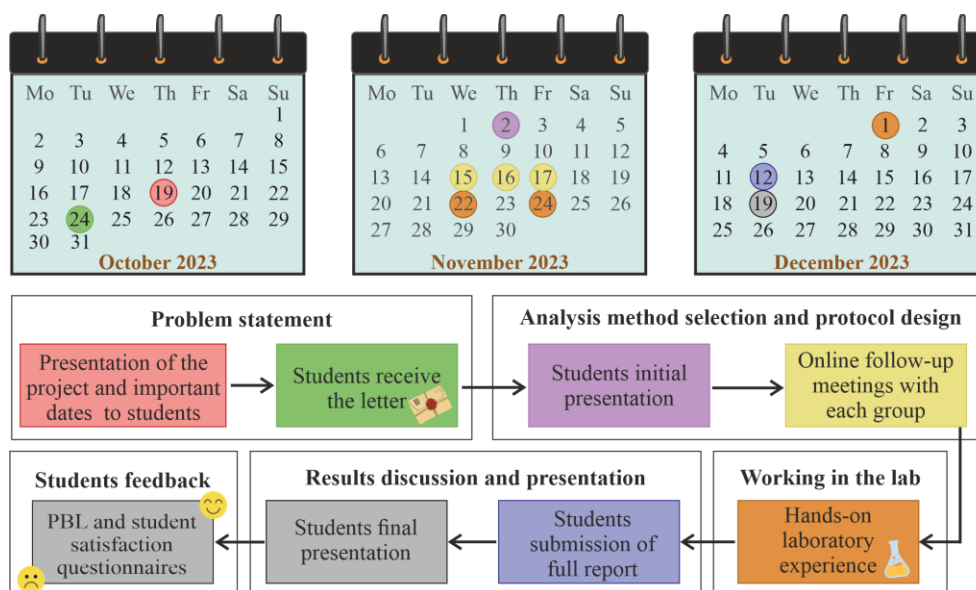 Mo Tu We Th Fr Sa Su
1
2 3 4 5 6 7 8
9 10 11 12 13 14 15
16 17 18 19 20 21 22
23 24 25 26 27 28 29
30 31
October 2023
Mo Tu We Th Fr Sa Su
1 2 3 4 5
6 7 8 9 10 11 12
13 14 15 16 17 18 19
20 21 22 23 24 25 26
27 28 29 30
November 2023
Mo Tu We Th Fr Sa Su
1 2 3
4 5 6 7 8 9 10
11 12 13 14 15 16 17
18 19 20 21 22 23 24
25 26 27 28 29 30 31
December 2023
Problem statement
Presentation of the
project and important
dates to students
Students receive
the letter
Analysis method selection and protocol design
Students initial
presentation
Online follow-up
meetings with
each group
Working in the lab
Hands-on
laboratory
experience
Results discussion and presentation
Students
submission of
full report
Students final
presentation
Students feedback
PBL and student
satisfaction
questionnaires